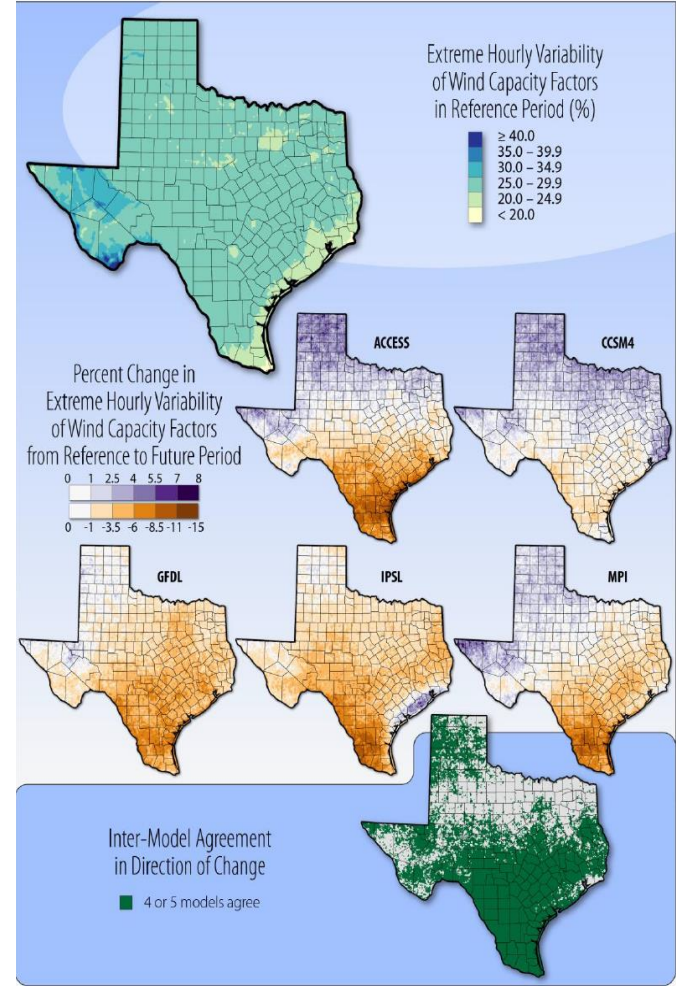 Extreme Hourly Variability
of Wind Capacity Factors
in Reference Period (%)
≥ 40.0
35.0 – 39.9
30.0 – 34.9
25.0 – 29.9
20.0 – 24.9
< 20.0
ACCESS
CCSM4
Percent Change in
Extreme Hourly Variability
of Wind Capacity Factors
from Reference to Future Period
0 1 2.5 4 5.5 7 8
0 -1 -3.5 -6 -8.5 -11 -15
GFDL
IPSL
MPI
Inter-Model Agreement
in Direction of Change
4 or 5 models agree